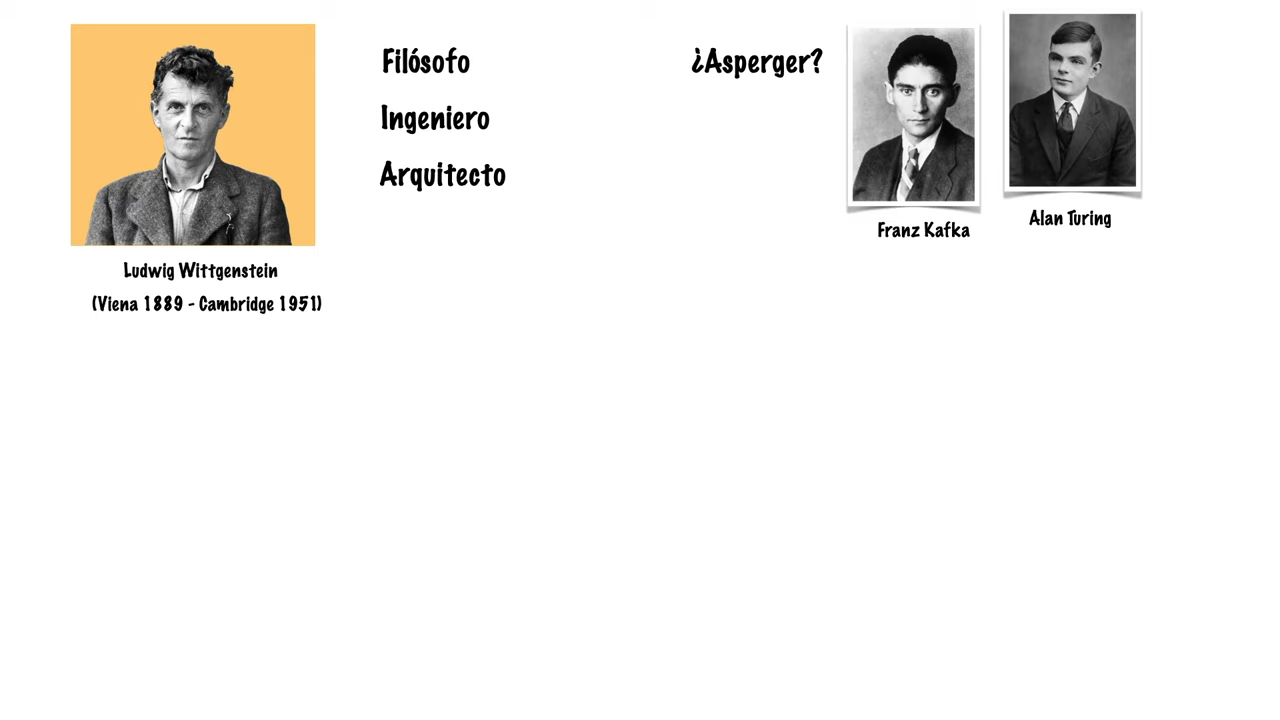 Filósofo
Ingeniero
Arquitecto
¿Asperger?
Ludwig Wittgenstein
(Viena 1889 - Cambridge 1951)
Franz Kafka
Alan Turing